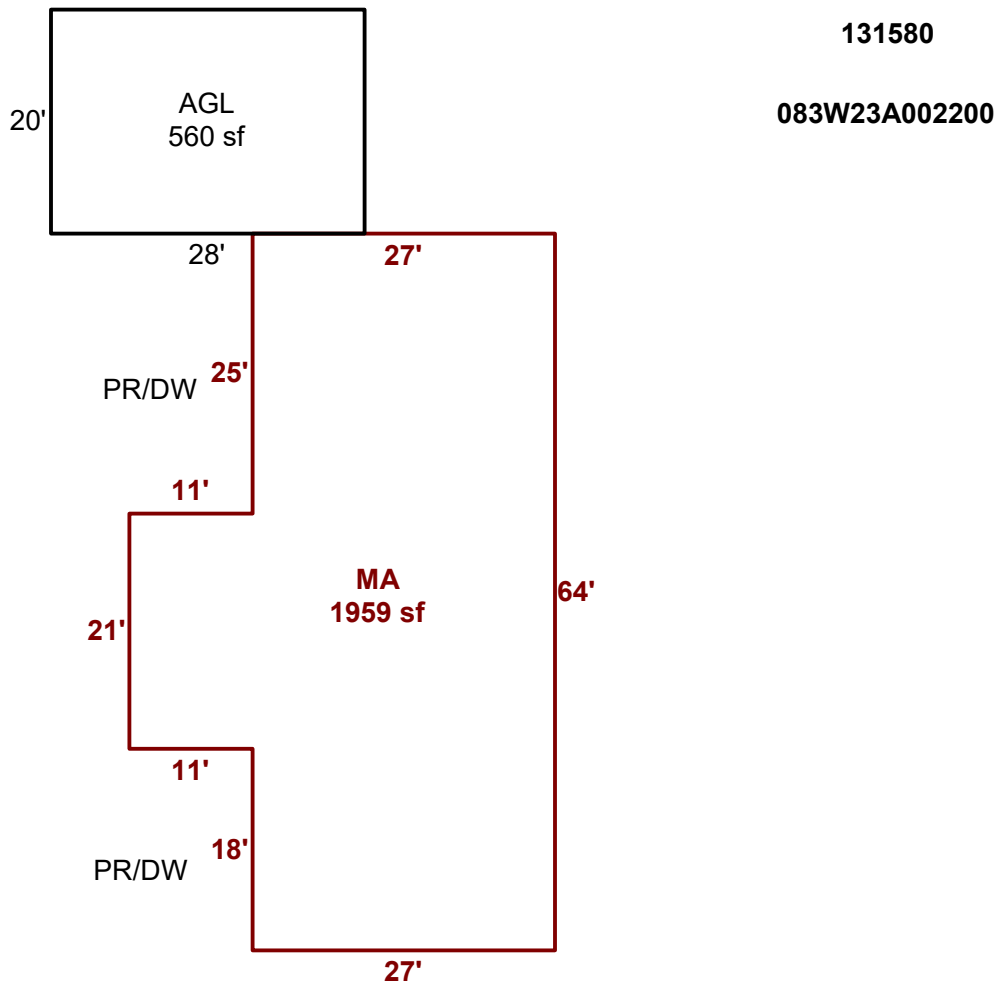 131580
083W23A002200
20'
AGL
560 sf
28'
27'
25'
PR/DW
11'
MA
1959 sf
64'
21'
11'
18'
PR/DW
27'